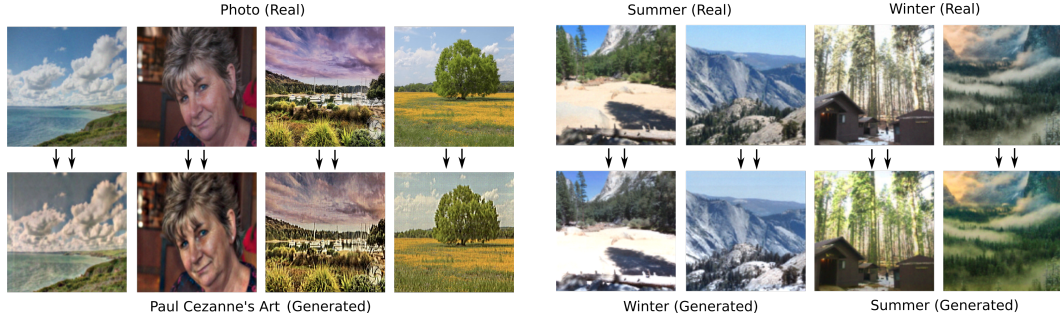 Photo (Real)
Summer (Real)
Winter (Real)
Paul Cezanne's Art (Generated)
Winter (Generated)
Summer (Generated)